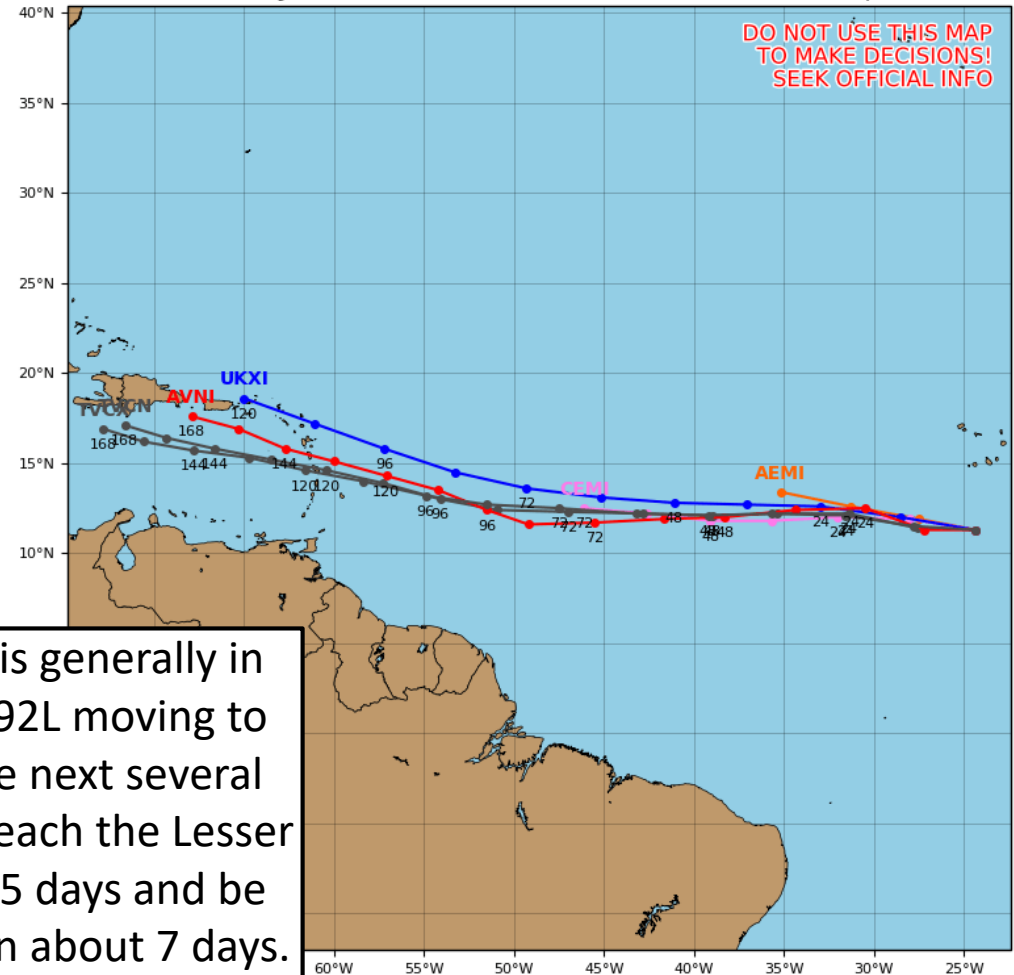 40°N
DO NOT USE THIS MAP
TO MAKE DECISIONS!
SEEK OFFICIAL INFO
35°N
30°N
25°N
20°N
UKXI
AVNI
120
168
168
168
144
144
144
15°N
96
AEMI
CEMI
120
120
120
72
96
96
96
48
24
72
72
72
72
48
24
24
10°N
is generally in
92L moving to
e next several
each the Lesser
5 days and be
n about 7 days.
60°W 55°W 50°W 45°W 40°W 35°W 30°W 25°W